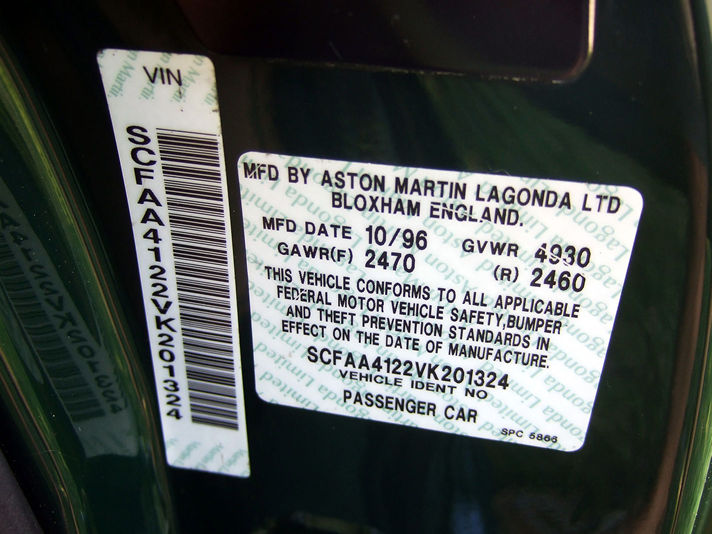 VIN
SCFAA4122VK201324
MFD BY ASTON MARTIN LAGONDA LTD
BLOXHAM ENGLAND.
MFD DATE 10/96 GVWR 4930
GAWR(F) 2470 (R) 2460
THIS VEHICLE CONFORMS TO ALL APPLICABLE
FEDERAL MOTOR VEHICLE SAFETY,BUMPER
AND THEFT PREVENTION STANDARDS IN
EFFECT ON THE DATE OF MANUFACTURE.
SCFAA4122VK201324
VEHICLE IDENT NO
PASSENGER CAR
SPC 5866